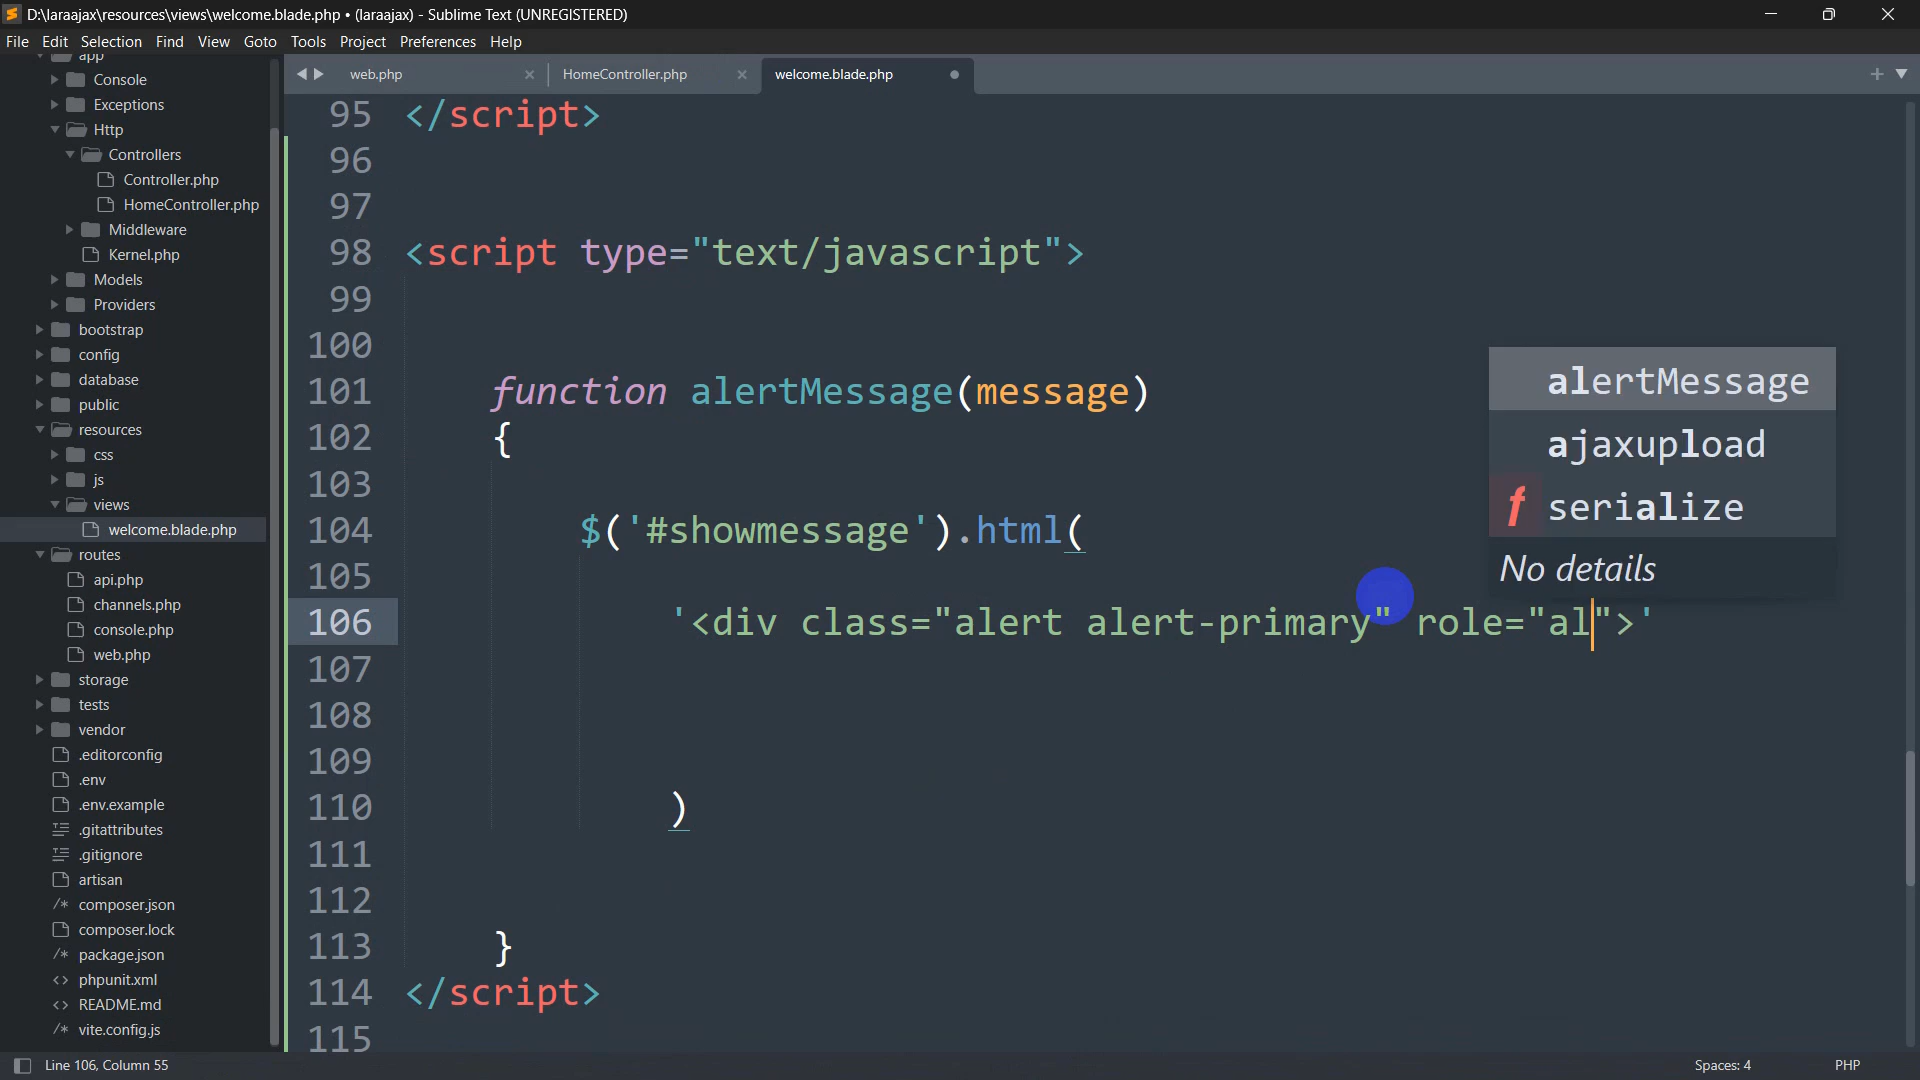 D:\laraajax\resources\views\welcome.blade.php • (laraajax) - Sublime Text (UNREGISTERED)
File Edit Selection Find View Goto Tools Project Preferences Help
app
Console
Exceptions
Http
Controllers
Controller.php
HomeController.php
Middleware
Kernel.php
Models
Providers
bootstrap
config
database
public
resources
css
js
views
welcome.blade.php
routes
api.php
channels.php
console.php
web.php
storage
tests
vendor
.editorconfig
.env
.env.example
.gitattributes
.gitignore
artisan
composer.json
composer.lock
package.json
phpunit.xml
README.md
vite.config.js
web.php HomeController.php welcome.blade.php
95 </script>
96
97
98 <script type="text/javascript">
99
100
101 function alertMessage(message)
102 {
103
104 $('#showmessage').html(
105
106 '<div class="alert alert-primary" role="al">'
107
108
109
110 )
111
112
113 }
114 </script>
115
alertMessage
ajaxupload
f serialize
No details
Line 106, Column 55
Spaces: 4
PHP